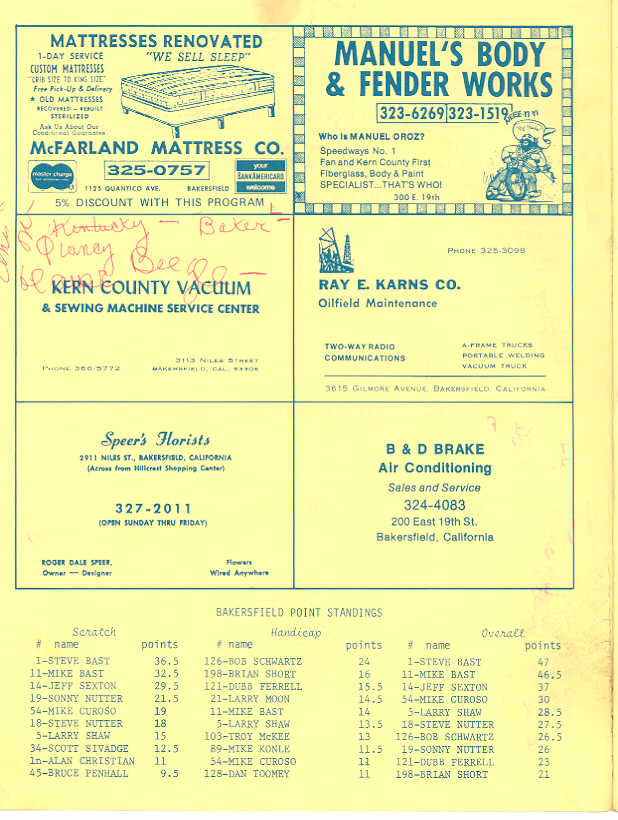 MATTRESSES RENOVATED
1-DAY SERVICE
"WE SELL SLEEP"
CUSTOM MATTRESSES
"CRIB SIZE TO KING SIZE"
Free Pick-Up & Delivery
★ OLD MATTRESSES
RECOVERED — REBUILT
STERILIZED
Ask Us About Our
Conditional Guarantee
McFARLAND MATTRESS CO.
master charge
325-0757
your
BANKAMERICARD
welcome
1125 QUANTICO AVE. BAKERSFIELD
5% DISCOUNT WITH THIS PROGRAM
MANUEL'S BODY
& FENDER WORKS
323-6269 323-1519
Who Is MANUEL OROZ?
Speedways No. 1
Fan and Kern County First
Fiberglass, Body & Paint
SPECIALIST...THAT'S WHO!
300 E. 19th
Kentucky — Baker —
Bee
KERN COUNTY VACUUM
& SEWING MACHINE SERVICE CENTER
3113 NILES STREET
PHONE 366-5772 BAKERSFIELD, CAL. 93306
PHONE 325-3098
RAY E. KARNS CO.
Oilfield Maintenance
TWO-WAY RADIO
COMMUNICATIONS
A-FRAME TRUCKS
PORTABLE WELDING
VACUUM TRUCK
3615 GILMORE AVENUE, BAKERSFIELD, CALIFORNIA
Speer's Florists
2911 NILES ST., BAKERSFIELD, CALIFORNIA
(Across from Hillcrest Shopping Center)
327-2011
(OPEN SUNDAY THRU FRIDAY)
ROGER DALE SPEER,
Owner — Designer
Flowers
Wired Anywhere
B & D BRAKE
Air Conditioning
Sales and Service
324-4083
200 East 19th St.
Bakersfield, California
BAKERSFIELD POINT STANDINGS
Scratch Handicap Overall
# name points # name points # name points
1-STEVE BAST 36.5 126-BOB SCHWARTZ 24 1-STEVE BAST 47
11-MIKE BAST 32.5 198-BRIAN SHORT 16 11-MIKE BAST 46.5
14-JEFF SEXTON 29.5 121-DUBB FERRELL 15.5 14-JEFF SEXTON 37
19-SONNY NUTTER 21.5 21-LARRY MOON 14.5 54-MIKE CUROSO 30
54-MIKE CUROSO 19 11-MIKE BAST 14 5-LARRY SHAW 28.5
18-STEVE NUTTER 18 5-LARRY SHAW 13.5 18-STEVE NUTTER 27.5
5-LARRY SHAW 15 103-TROY McKEE 13 126-BOB SCHWARTZ 26.5
34-SCOTT SIVADGE 12.5 89-MIKE KONLE 11.5 19-SONNY NUTTER 26
1n-ALAN CHRISTIAN 11 54-MIKE CUROSO 11 121-DUBB FERRELL 23
45-BRUCE PENHALL 9.5 128-DAN TOOMEY 11 198-BRIAN SHORT 21